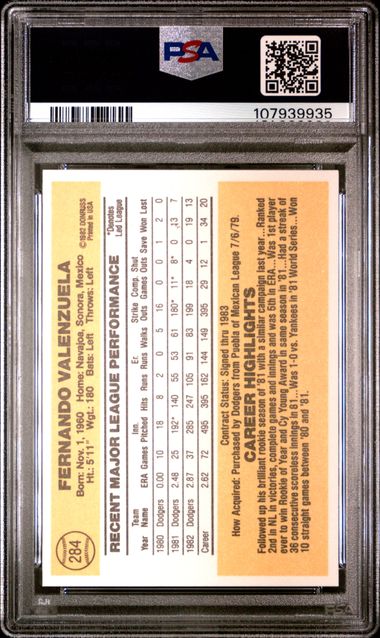 PSA
107939935
284
FERNANDO VALENZUELA
Born: Nov. 1, 1960 Home: Navajoa, Sonora, Mexico
Ht.: 5'11" Wgt.: 180 Bats: Left Throws: Left
©1982 DONRUSS
Printed in USA
RECENT MAJOR LEAGUE PERFORMANCE
*Denotes
Led League
Team Inn. Er. Strike Comp. Shut
Year Name ERA Games Pitched Hits Runs Runs Walks Outs Games Outs Save Won Lost
1980 Dodgers 0.00 10 18 8 2 0 5 16 0 0 1 2 0
1981 Dodgers 2.48 25 192* 140 55 53 61 180* 11* 8* 0 13 7
1982 Dodgers 2.87 37 285 247 105 91 83 199 18 4 0 19 13
Career 2.62 72 495 395 162 144 149 395 29 12 1 34 20
Contract Status: Signed thru 1983
How Acquired: Purchased by Dodgers from Puebla of Mexican League 7/6/79.
CAREER HIGHLIGHTS
Followed up his brilliant rookie season of '81 with a similar campaign last year...Ranked
2nd in NL in victories, complete games and innings and was 5th in ERA...Was 1st player
ever to win Rookie of Year and Cy Young Award in same season in '81...Had a streak of
36 consecutive scoreless innings in 81...Was 1-0 vs. Yankees in '81 World Series...Won
10 straight games between '80 and '81.
PSA